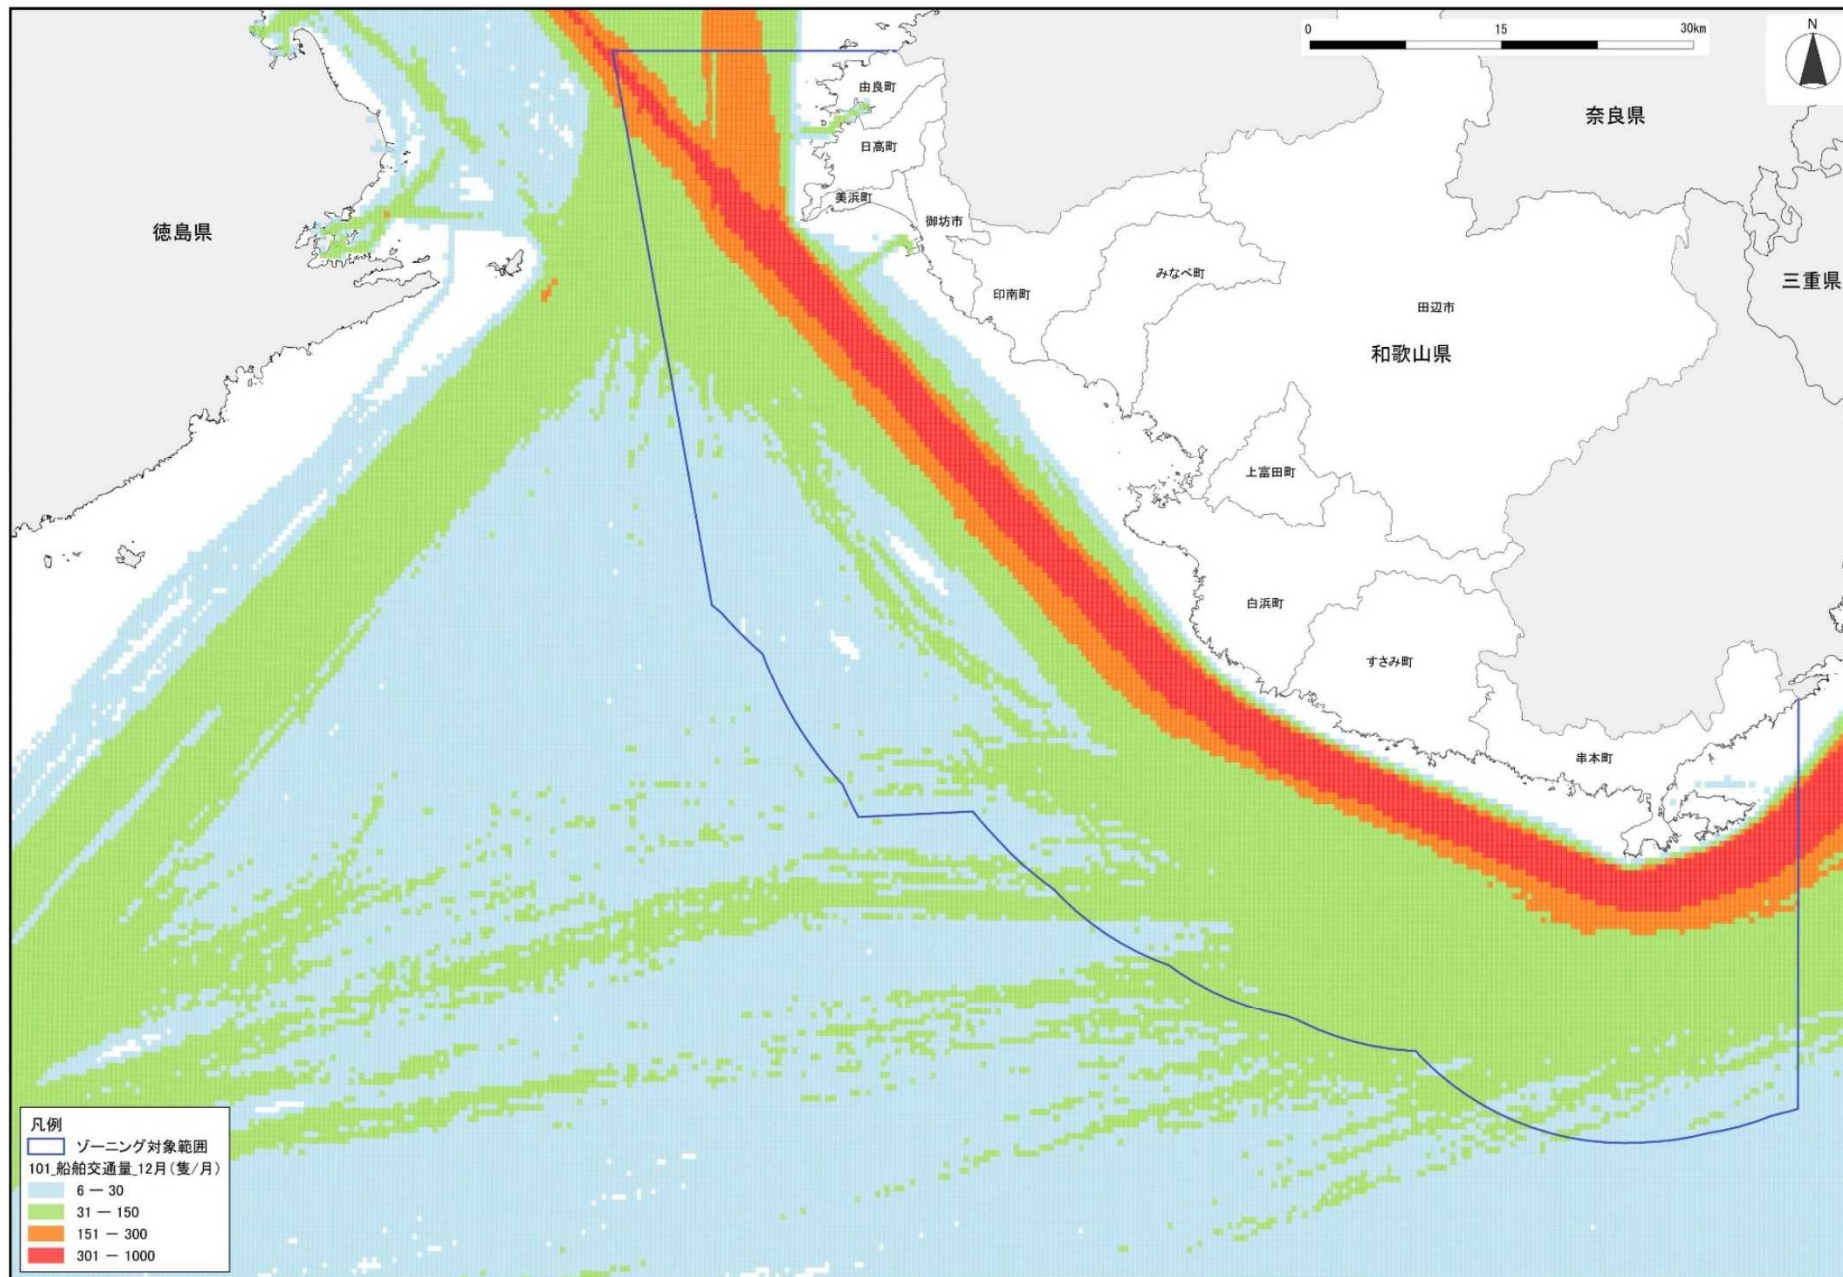 0 15 30km
N
由良町
奈良県
日高町
美浜町
御坊市
徳島県
みなべ町
三重県
印南町
田辺市
和歌山県
上富田町
白浜町
すさみ町
串本町
凡例
ゾーニング対象範囲
101_船舶交通量_12月(隻/月)
6 － 30
31 － 150
151 － 300
301 － 1000